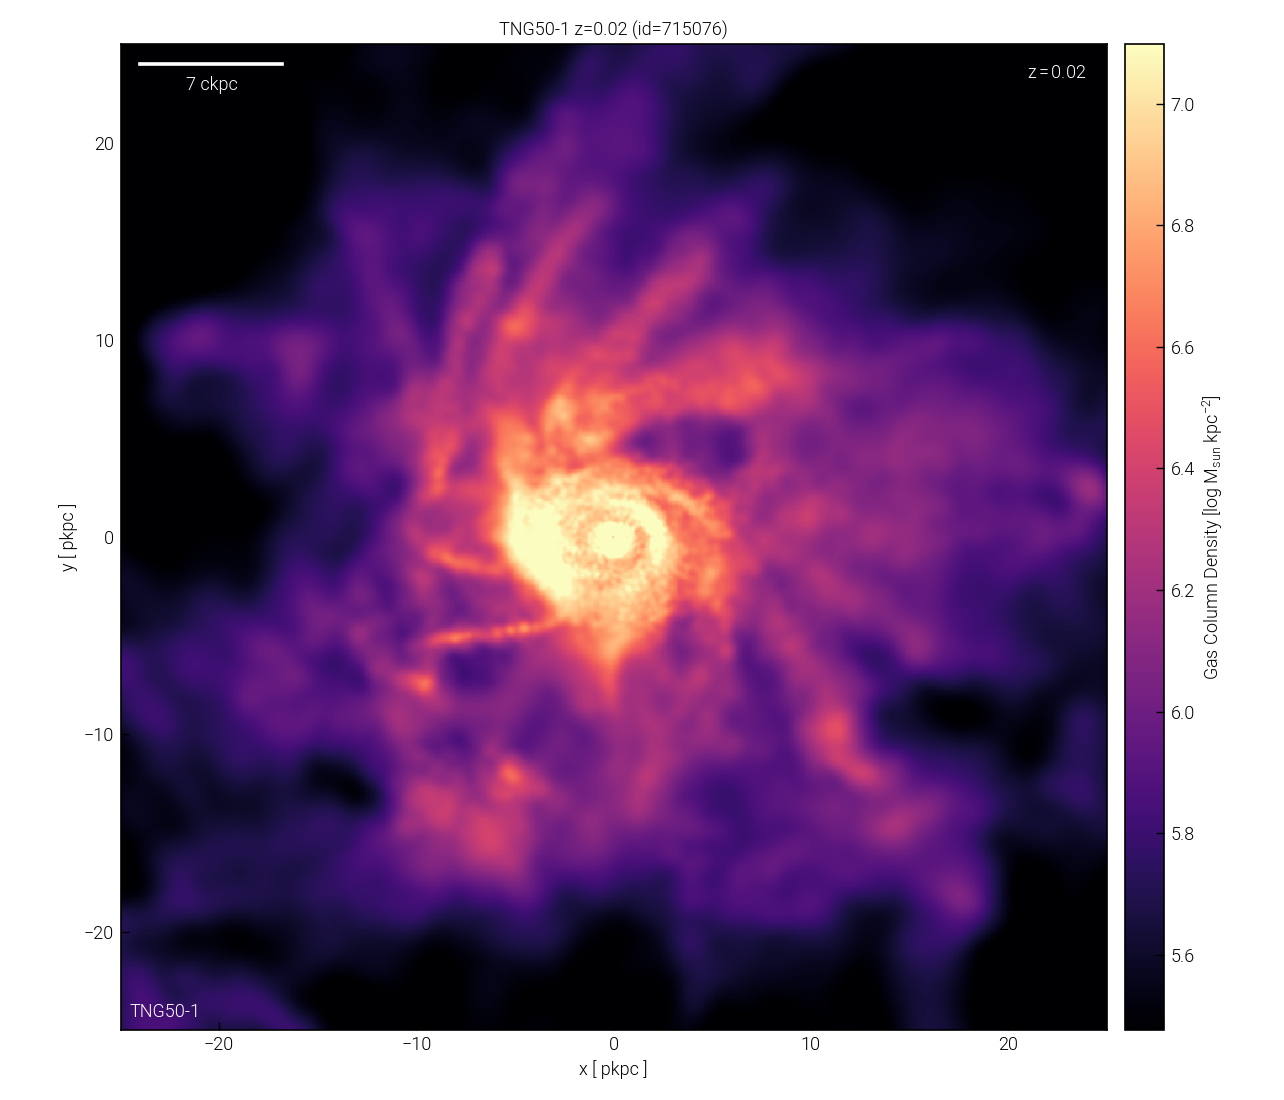 TNG50-1 z=0.02 (id=715076)
7 ckpc
z=0.02
TNG50-1
20
10
0
−10
−20
−20
−10
0
10
20
x [ pkpc ]
y [ pkpc ]
7.0
6.8
6.6
6.4
6.2
6.0
5.8
5.6
Gas Column Density [log M_sun kpc^−2]